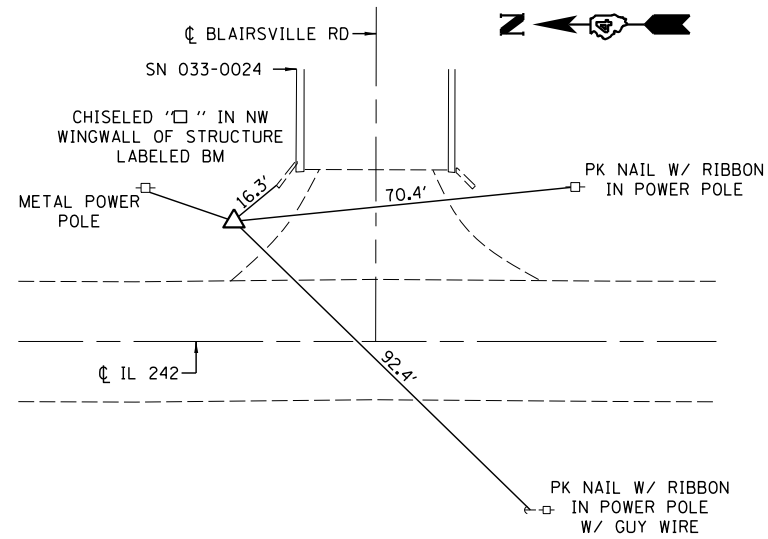 ℄ BLAIRSVILLE RD
N
SN 033-0024
CHISELED "□ " IN NW
WINGWALL OF STRUCTURE
LABELED BM
METAL POWER
POLE
16.3'
70.4'
PK NAIL W/ RIBBON
IN POWER POLE
℄ IL 242
92.4'
PK NAIL W/ RIBBON
IN POWER POLE
W/ GUY WIRE